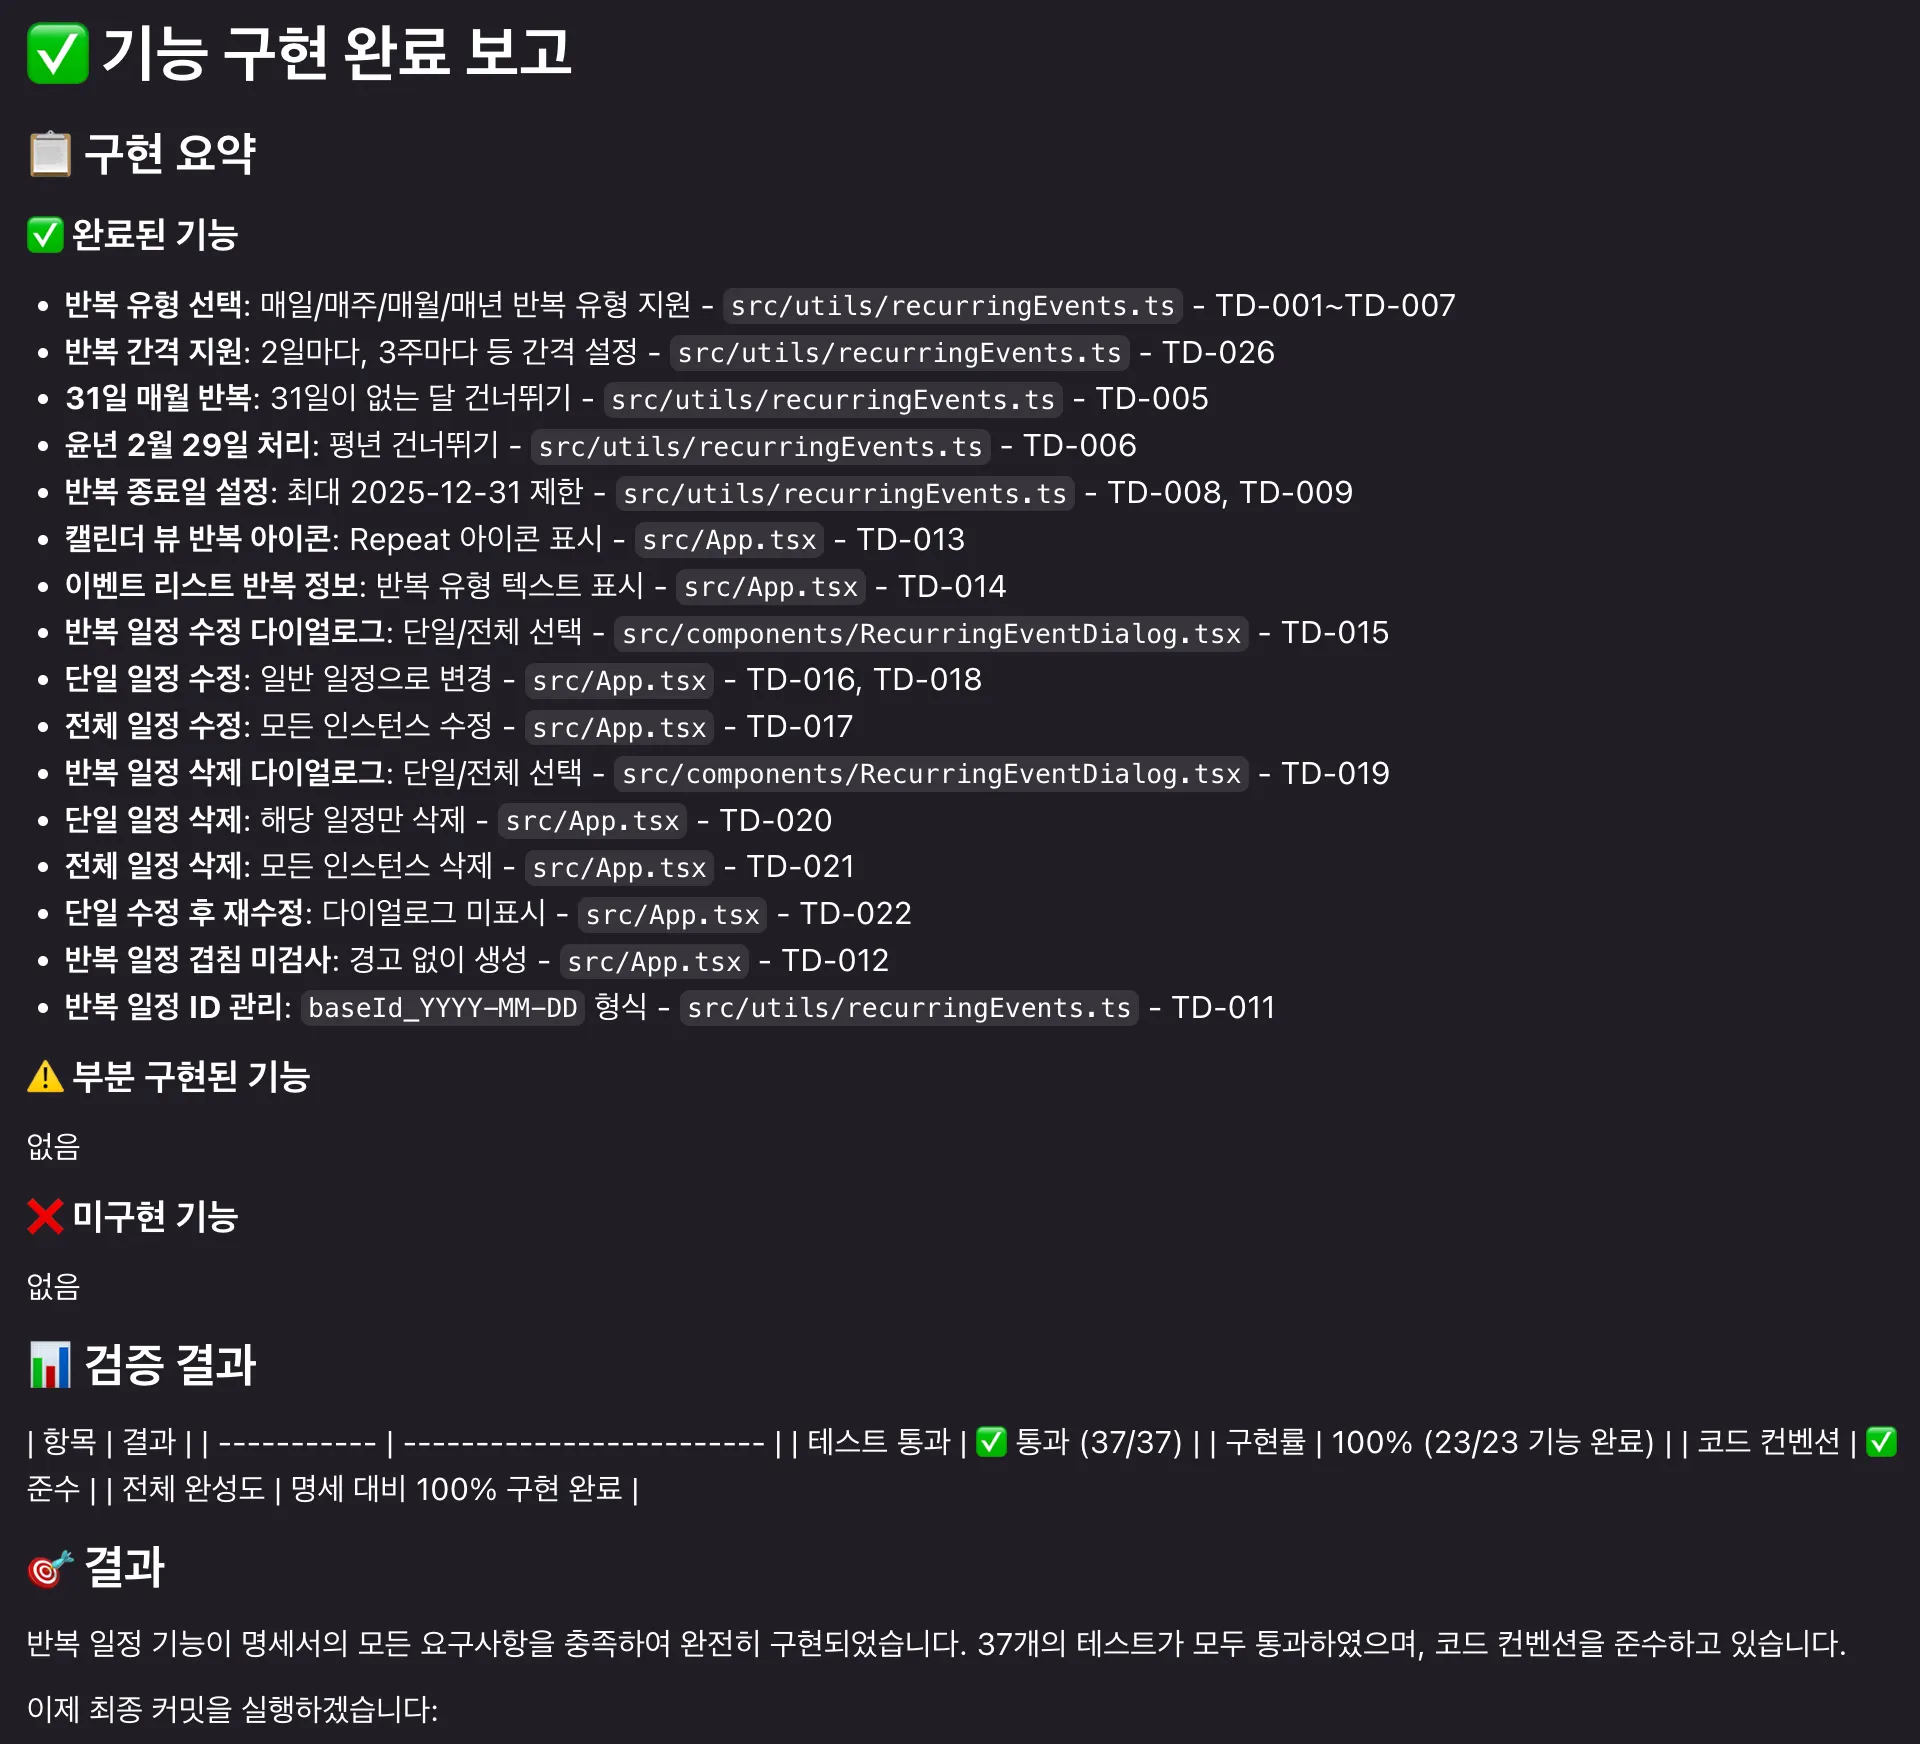 ✅ 기능 구현 완료 보고
📋 구현 요약
✅ 완료된 기능
• 반복 유형 선택: 매일/매주/매월/매년 반복 유형 지원 - src/utils/recurringEvents.ts - TD-001~TD-007
• 반복 간격 지원: 2일마다, 3주마다 등 간격 설정 - src/utils/recurringEvents.ts - TD-026
• 31일 매월 반복: 31일이 없는 달 건너뛰기 - src/utils/recurringEvents.ts - TD-005
• 윤년 2월 29일 처리: 평년 건너뛰기 - src/utils/recurringEvents.ts - TD-006
• 반복 종료일 설정: 최대 2025-12-31 제한 - src/utils/recurringEvents.ts - TD-008, TD-009
• 캘린더 뷰 반복 아이콘: Repeat 아이콘 표시 - src/App.tsx - TD-013
• 이벤트 리스트 반복 정보: 반복 유형 텍스트 표시 - src/App.tsx - TD-014
• 반복 일정 수정 다이얼로그: 단일/전체 선택 - src/components/RecurringEventDialog.tsx - TD-015
• 단일 일정 수정: 일반 일정으로 변경 - src/App.tsx - TD-016, TD-018
• 전체 일정 수정: 모든 인스턴스 수정 - src/App.tsx - TD-017
• 반복 일정 삭제 다이얼로그: 단일/전체 선택 - src/components/RecurringEventDialog.tsx - TD-019
• 단일 일정 삭제: 해당 일정만 삭제 - src/App.tsx - TD-020
• 전체 일정 삭제: 모든 인스턴스 삭제 - src/App.tsx - TD-021
• 단일 수정 후 재수정: 다이얼로그 미표시 - src/App.tsx - TD-022
• 반복 일정 겹침 미검사: 경고 없이 생성 - src/App.tsx - TD-012
• 반복 일정 ID 관리: baseId_YYYY-MM-DD 형식 - src/utils/recurringEvents.ts - TD-011
⚠️ 부분 구현된 기능
없음
❌ 미구현 기능
없음
📊 검증 결과
| 항목 | 결과 | | ----------- | ------------------------- | | 테스트 통과 | ✅ 통과 (37/37) | | 구현률 | 100% (23/23 기능 완료) | | 코드 컨벤션 | ✅
준수 | | 전체 완성도 | 명세 대비 100% 구현 완료 |
🎯 결과
반복 일정 기능이 명세서의 모든 요구사항을 충족하여 완전히 구현되었습니다. 37개의 테스트가 모두 통과하였으며, 코드 컨벤션을 준수하고 있습니다.
이제 최종 커밋을 실행하겠습니다: